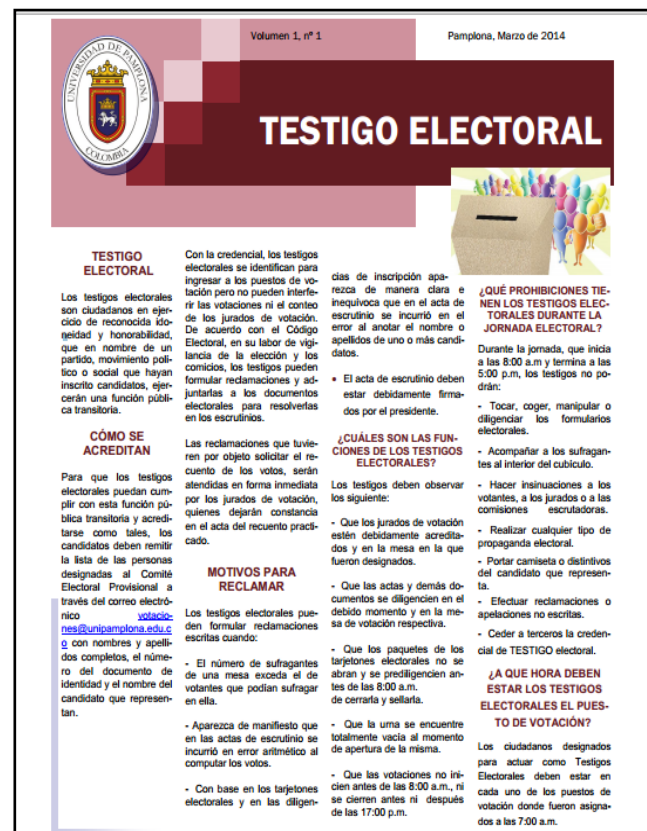 Volumen 1, nº 1
Pamplona, Marzo de 2014
UNIVERSIDAD DE PAMPLONA
COLOMBIA
TESTIGO ELECTORAL
TESTIGO
ELECTORAL
Los testigos electorales
son ciudadanos en ejer-
cicio de reconocida ido-
neidad y honorabilidad,
que en nombre de un
partido, movimiento polí-
tico o social que hayan
inscrito candidatos, ejer-
cerán una función públi-
ca transitoria.
CÓMO SE
ACREDITAN
Para que los testigos
electorales puedan cum-
plir con esta función pú-
blica transitoria y acredi-
tarse como tales, los
candidatos deben remitir
la lista de las personas
designadas al Comité
Electoral Provisional a
través del correo electró-
nico votacio-
nes@unipamplona.edu.c
o con nombres y apelli-
dos completos, el núme-
ro del documento de
identidad y el nombre del
candidato que represen-
tan.
Con la credencial, los testigos
electorales se identifican para
ingresar a los puestos de vo-
tación pero no pueden interfe-
rir las votaciones ni el conteo
de los jurados de votación.
De acuerdo con el Código
Electoral, en su labor de vigi-
lancia de la elección y los
comicios, los testigos pueden
formular reclamaciones y ad-
juntarlas a los documentos
electorales para resolverlas
en los escrutinios.
Las reclamaciones que tuvie-
ren por objeto solicitar el re-
cuento de los votos, serán
atendidas en forma inmediata
por los jurados de votación,
quienes dejarán constancia
en el acta del recuento practi-
cado.
MOTIVOS PARA
RECLAMAR
Los testigos electorales pue-
den formular reclamaciones
escritas cuando:
- El número de sufragantes
de una mesa exceda el de
votantes que podían sufragar
en ella.
- Aparezca de manifiesto que
en las actas de escrutinio se
incurrió en error aritmético al
computar los votos.
- Con base en los tarjetones
electorales y en las diligen-
cias de inscripción apa-
rezca de manera clara e
inequivoca que en el acta de
escrutinio se incurrió en el
error al anotar el nombre o
apellidos de uno o más candi-
datos.
• El acta de escrutinio deben
estar debidamente firma-
dos por el presidente.
¿CUÁLES SON LAS FUN-
CIONES DE LOS TESTIGOS
ELECTORALES?
Los testigos deben observar
los siguiente:
- Que los jurados de votación
estén debidamente acredita-
dos y en la mesa en la que
fueron designados.
- Que las actas y demás do-
cumentos se diligencien en el
debido momento y en la me-
sa de votación respectiva.
- Que los paquetes de los
tarjetones electorales no se
abran y se prediligencien an-
tes de las 8:00 a.m.
de cerrarla y sellarla.
- Que la urna se encuentre
totalmente vacía al momento
de apertura de la misma.
- Que las votaciones no ini-
cien antes de las 8:00 a.m., ni
se cierren antes ni después
de las 17:00 p.m.
¿QUÉ PROHIBICIONES TIE-
NEN LOS TESTIGOS ELEC-
TORALES DURANTE LA
JORNADA ELECTORAL?
Durante la jornada, que inicia
a las 8:00 a.m y termina a las
5:00 p.m, los testigos no po-
drán:
- Tocar, coger, manipular o
diligenciar los formularios
electorales.
- Acompañar a los sufragan-
tes al interior del cubículo.
- Hacer insinuaciones a los
votantes, a los jurados o a las
comisiones escrutadoras.
- Realizar cualquier tipo de
propaganda electoral.
- Portar camiseta o distintivos
del candidato que represen-
ta.
- Efectuar reclamaciones o
apelaciones no escritas.
- Ceder a terceros la creden-
cial de TESTIGO electoral.
¿A QUE HORA DEBEN
ESTAR LOS TESTIGOS
ELECTORALES EL PUES-
TO DE VOTACIÓN?
Los ciudadanos designados
para actuar como Testigos
Electorales deben estar en
cada uno de los puestos de
votación donde fueron asigna-
dos a las 7:00 a.m.